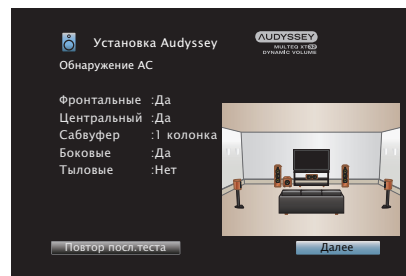 Установка Audyssey
AUDYSSEY
MULTEQ XT32
DYNAMIC VOLUME
Обнаружение АС
Фронтальные :Да
Центральный :Да
Сабвуфер :1 колонка
Боковые :Да
Тыловые :Нет
Повтор посл.теста
Далее